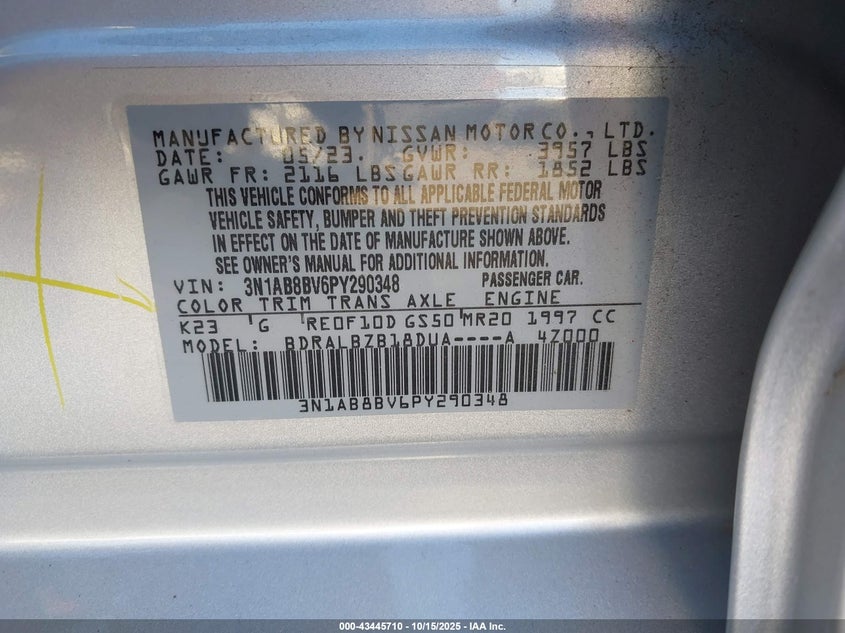 MANUFACTURED BY NISSAN MOTOR CO., LTD.
DATE: 05/23. GVWR: 3957 LBS
GAWR FR: 2116 LBS GAWR RR: 1852 LBS
THIS VEHICLE CONFORMS TO ALL APPLICABLE FEDERAL MOTOR
VEHICLE SAFETY, BUMPER AND THEFT PREVENTION STANDARDS
IN EFFECT ON THE DATE OF MANUFACTURE SHOWN ABOVE.
SEE OWNER'S MANUAL FOR ADDITIONAL INFORMATION.
VIN: 3N1AB8BV6PY290348 PASSENGER CAR.
COLOR TRIM TRANS AXLE ENGINE
K23 G RE0F10D GS50 MR20 1997 CC
MODEL: BDRALBZB18DUA----A 47000
3N1AB8BV6PY290348
000-43445710 - 10/15/2025 - IAA Inc.